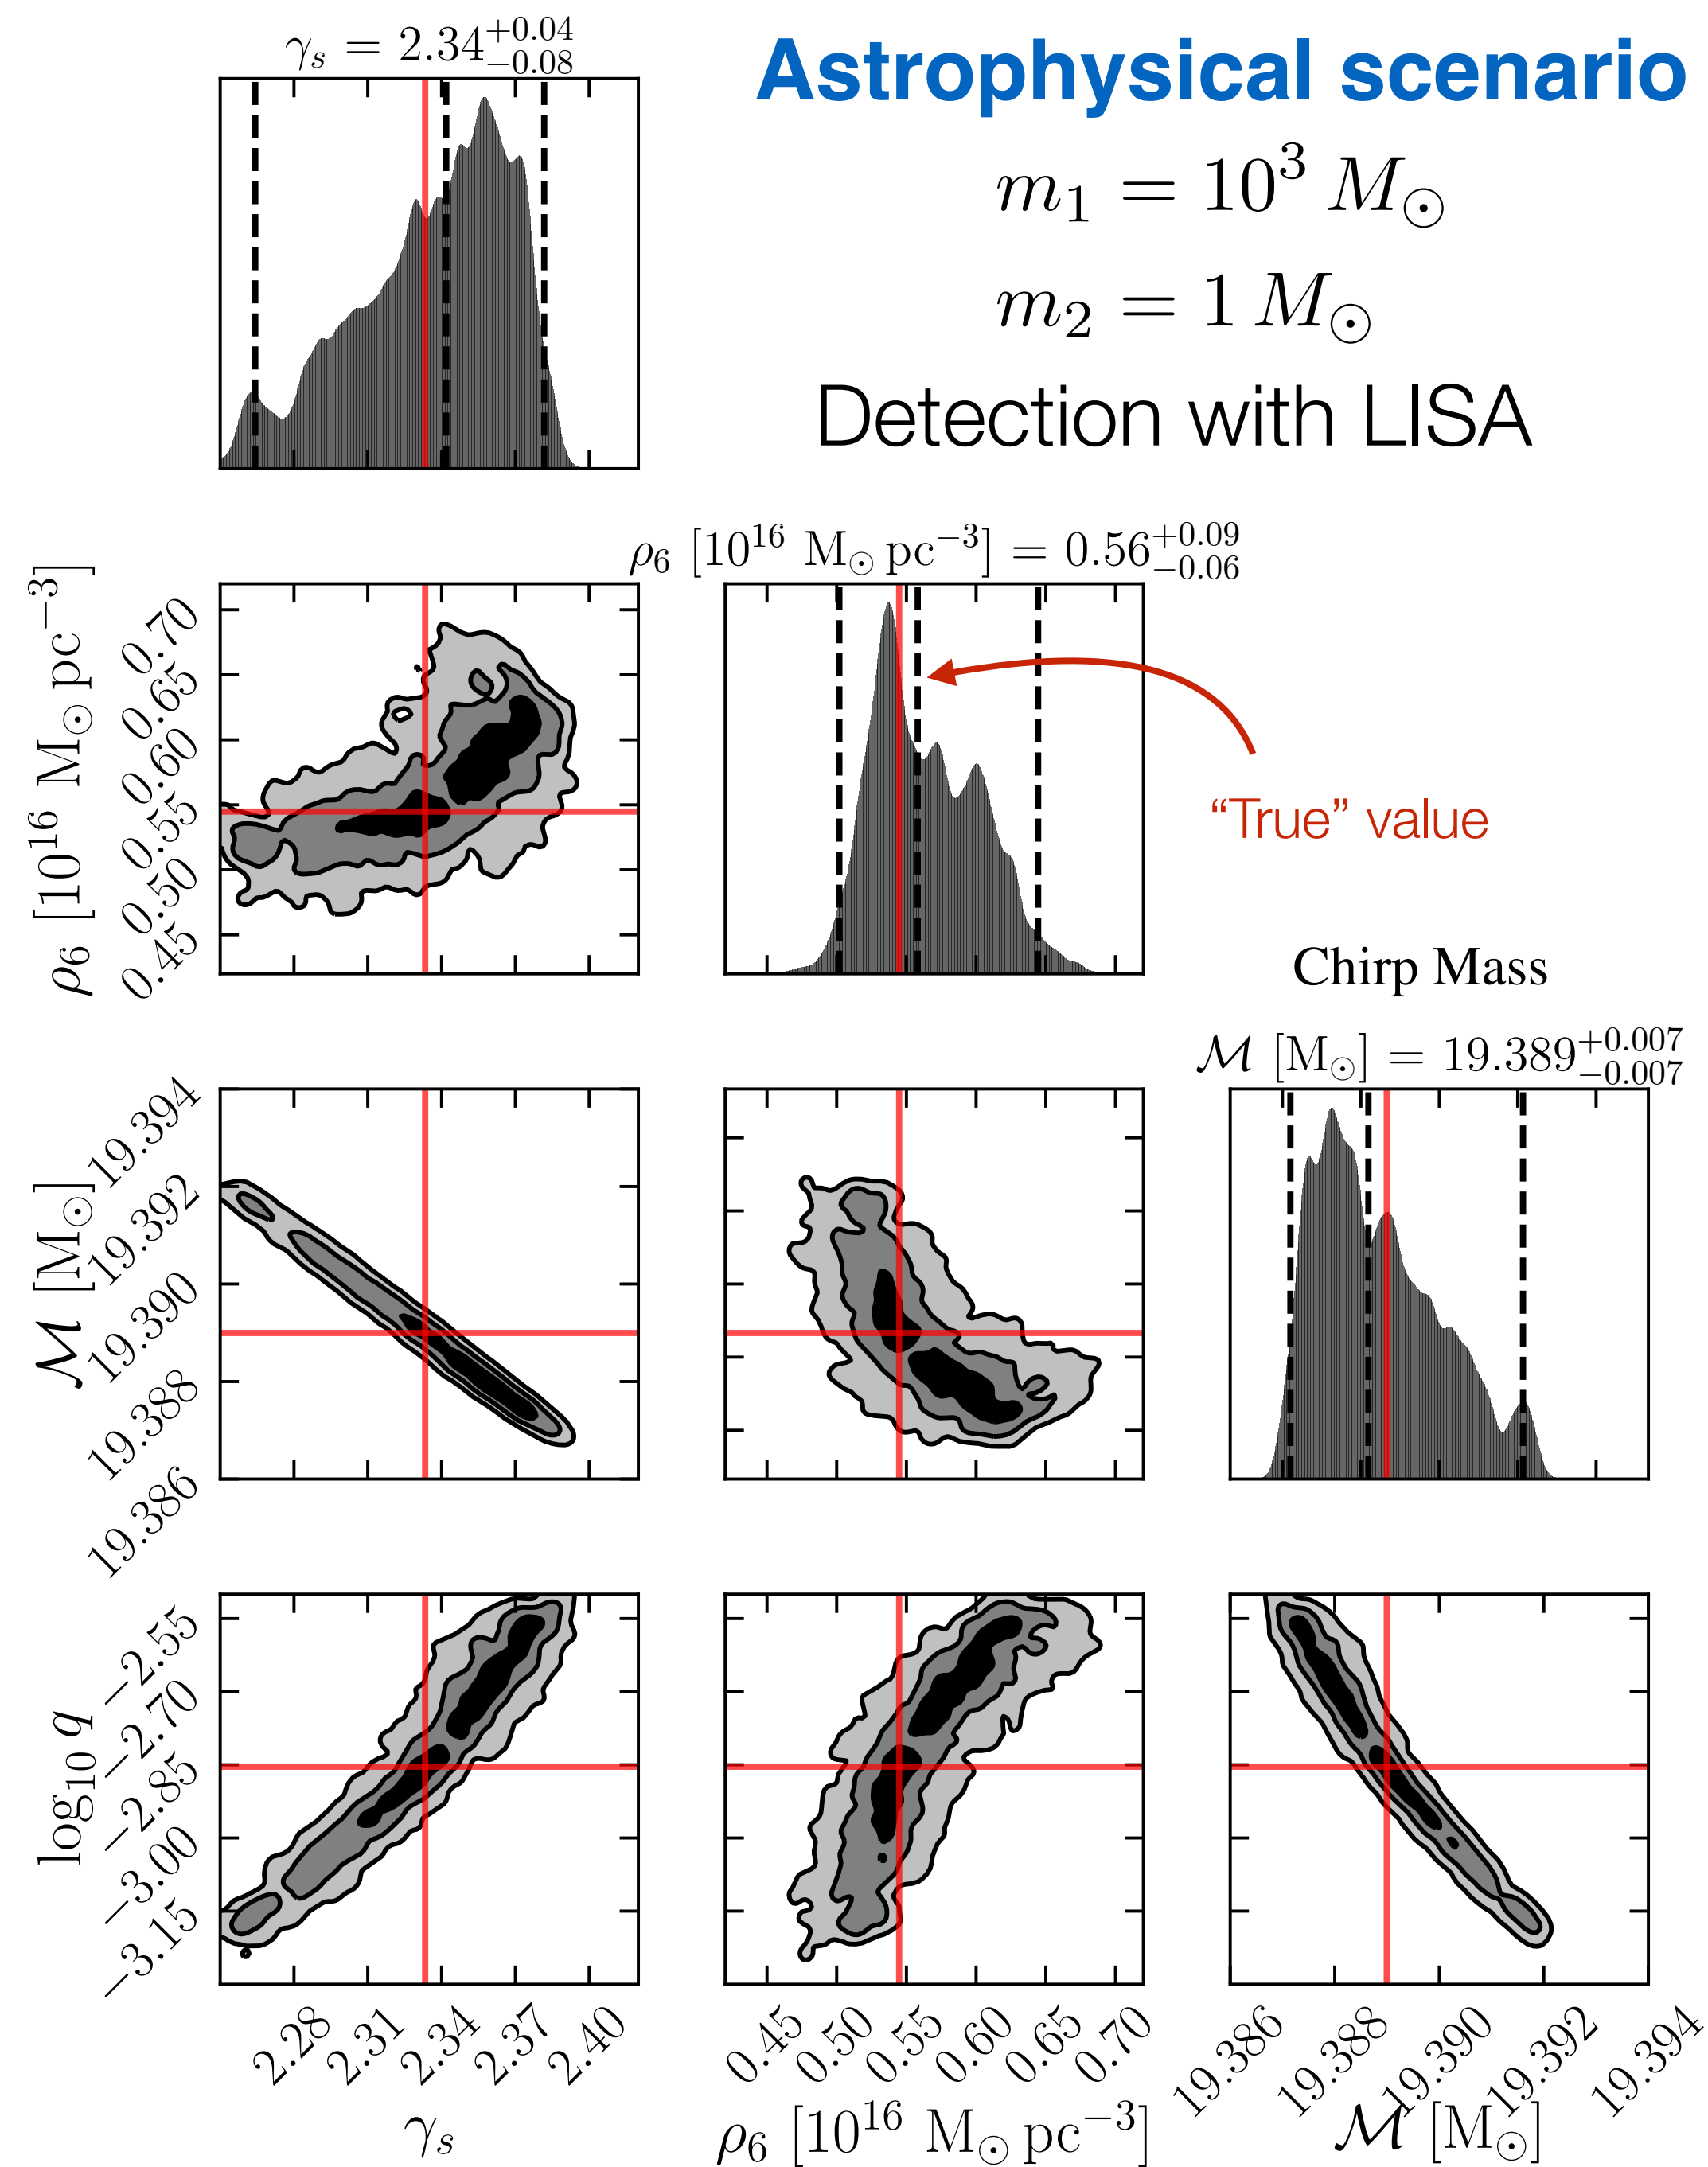 γₛ = 2.34^{+0.04}_{−0.08}
Astrophysical scenario
m₁ = 10³ M⊙
m₂ = 1 M⊙
Detection with LISA
ρ₆ [10¹⁶ M⊙ pc⁻³] = 0.56^{+0.09}_{−0.06}
ρ₆ [10¹⁶ M⊙ pc⁻³]
0.70
0.65
0.60
0.55
0.50
0.45
“True” value
Chirp Mass
ℳ [M⊙] = 19.389^{+0.007}_{−0.007}
ℳ [M⊙]
19.394
19.392
19.390
19.388
19.386
log₁₀ q
−2.55
−2.70
−2.85
−3.00
−3.15
2.28 2.31 2.34 2.37 2.40
γₛ
0.45 0.50 0.55 0.60 0.65 0.70
ρ₆ [10¹⁶ M⊙ pc⁻³]
19.386 19.388 19.390 19.392 19.394
ℳ [M⊙]